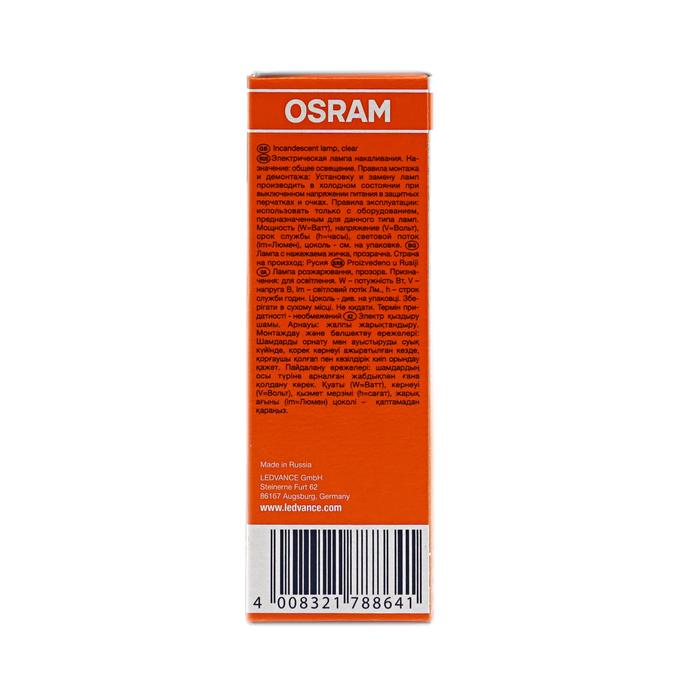 OSRAM
GB Incandescent lamp, clear
RUS Электрическая лампа накаливания. На-
значение: общее освещение. Правила монтажа
и демонтажа: Установку и замену ламп
производить в холодном состоянии при
выключенном напряжении питания в защитных
перчатках и очках. Правила эксплуатации:
использовать только с оборудованием,
предназначенным для данного типа ламп.
Мощность (W=Ватт), напряжение (V=Вольт),
срок службы (h=часы), световой поток
(lm=Люмен), цоколь - см. на упаковке. BG
Лампа с нажежаема жичка, прозрачна. Страна
на произход: Русия SRB Proizvedeno u Rusiji
UA Лампа розжарювання, прозора. Призна-
чення: для освітлення. W – потужність Вт, V –
напруга В, lm – світловий потік Лм., h – строк
служби годин. Цоколь - див. на упаковці. Збе-
рігати в сухому місці. Не кидати. Термін при-
датності - необмежений KZ Электр қыздыру
шамы. Арнауы: жалпы жарықтандыру.
Монтаждау және бөлшектеу ережелері:
Шамдарды орнату мен ауыстыруды суық
күйінде, қорек кернеуі ажыратылған кезде,
қорғаушы қолғап пен көзілдірік киіп орындау
қажет. Пайдалану ережелері: шамдардың
осы түріне арналған жабдықпен ғана
қолдану керек. Қуаты (W=Ватт), кернеуі
(V=Вольт), қызмет мерзімі (h=сағат), жарық
ағыны (lm=Люмен) цоколі – қаптамадан
қараңыз.
Made in Russia
LEDVANCE GmbH
Steinerne Furt 62
86167 Augsburg, Germany
www.ledvance.com
4 008321 788641